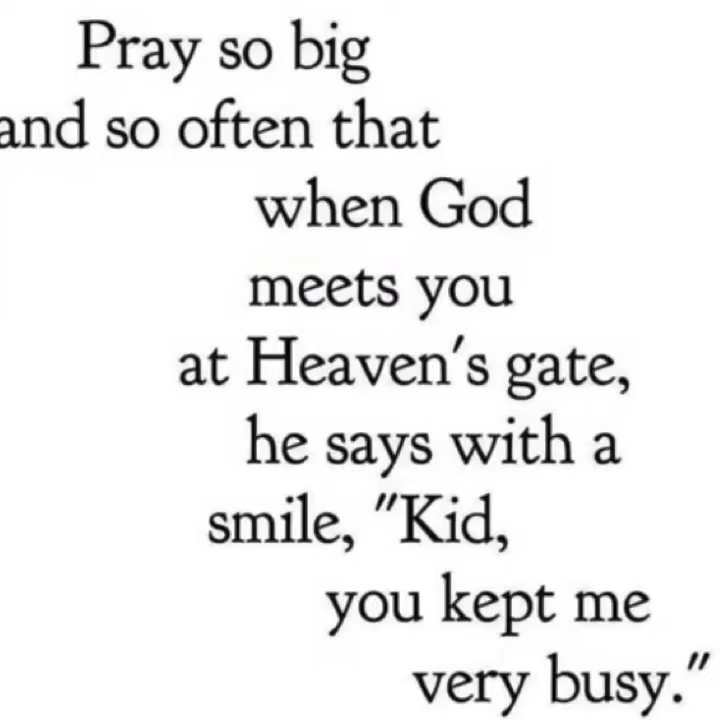 Pray so big
and so often that
when God
meets you
at Heaven's gate,
he says with a
smile, "Kid,
you kept me
very busy."